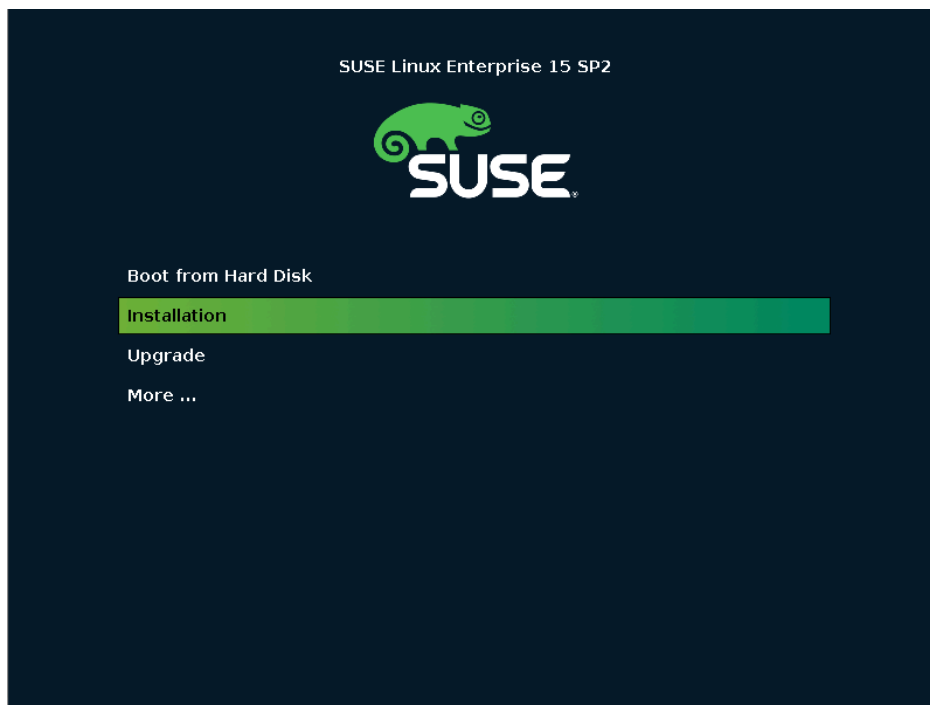 SUSE Linux Enterprise 15 SP2
SUSE®
Boot from Hard Disk
Installation
Upgrade
More ...